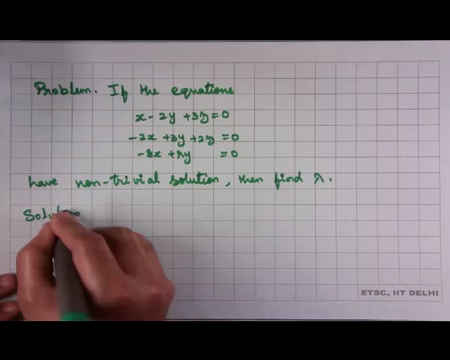 Problem. If the equations
x - 2y + 3z = 0
-2x + 3y + 2z = 0
-8x + λy = 0
have non-trivial solution, then find λ.
Solution
ETSC, IIT DELHI